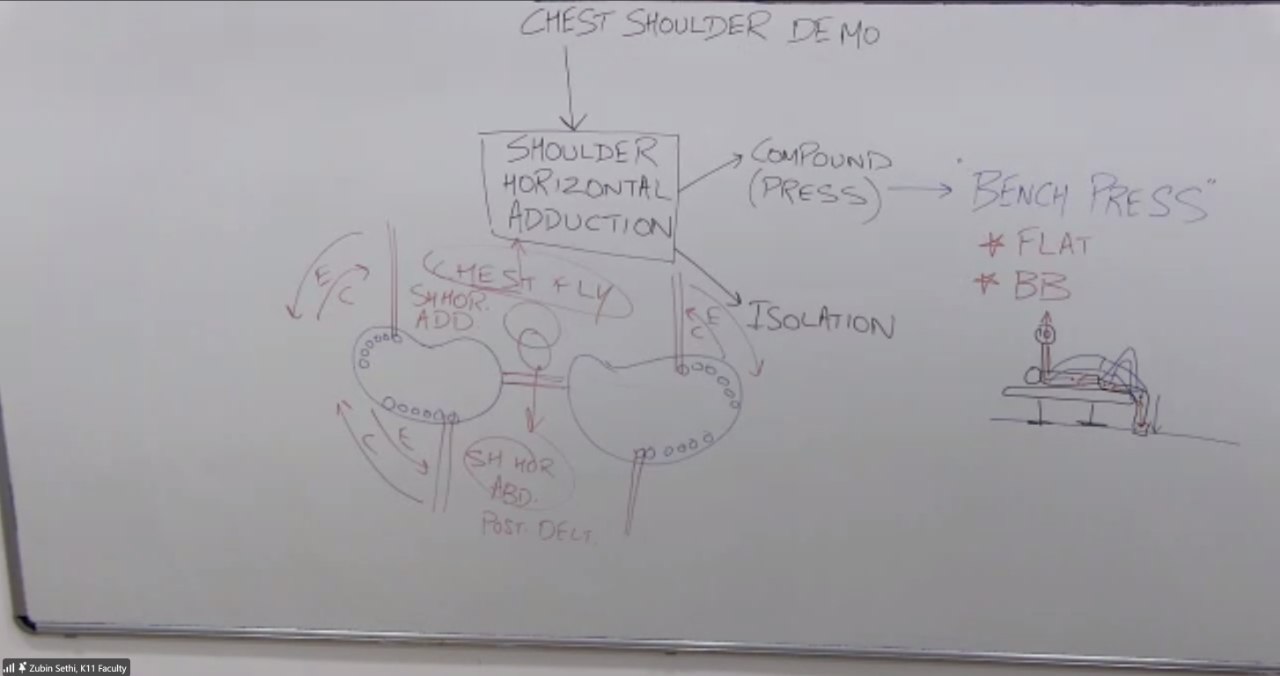 CHEST SHOULDER DEMO
SHOULDER
HORIZONTAL
ADDUCTION
COMPOUND
(PRESS)
"BENCH PRESS"
* FLAT
* BB
ISOLATION
CHEST FLY
SH HOR.
ADD
E
C
E
C
E
C
10
SH HOR
ABD.
POST. DELT.
Zubin Sethi, K11 Faculty